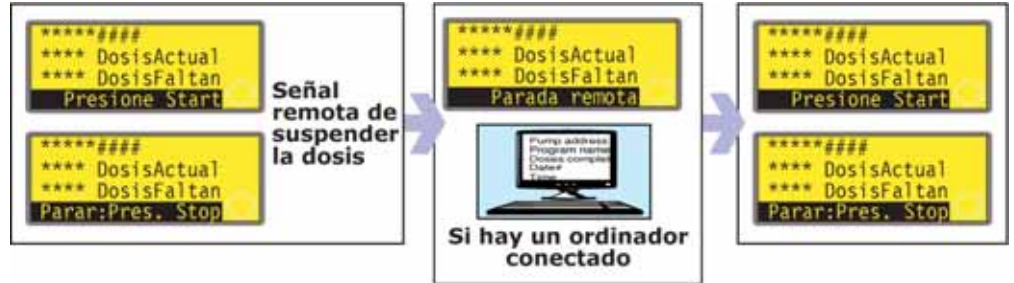 *****####
**** DosisActual
**** DosisFaltan
Presione Start
*****####
**** DosisActual
**** DosisFaltan
Parar:Pres. Stop
Señal
remota de
suspender
la dosis
*****####
**** DosisActual
**** DosisFaltan
Parada remota
Pump address
Program name
Doses complet
Date#
Time
Si hay un ordinador
conectado
*****####
**** DosisActual
**** DosisFaltan
Presione Start
*****####
**** DosisActual
**** DosisFaltan
Parar:Pres. Stop